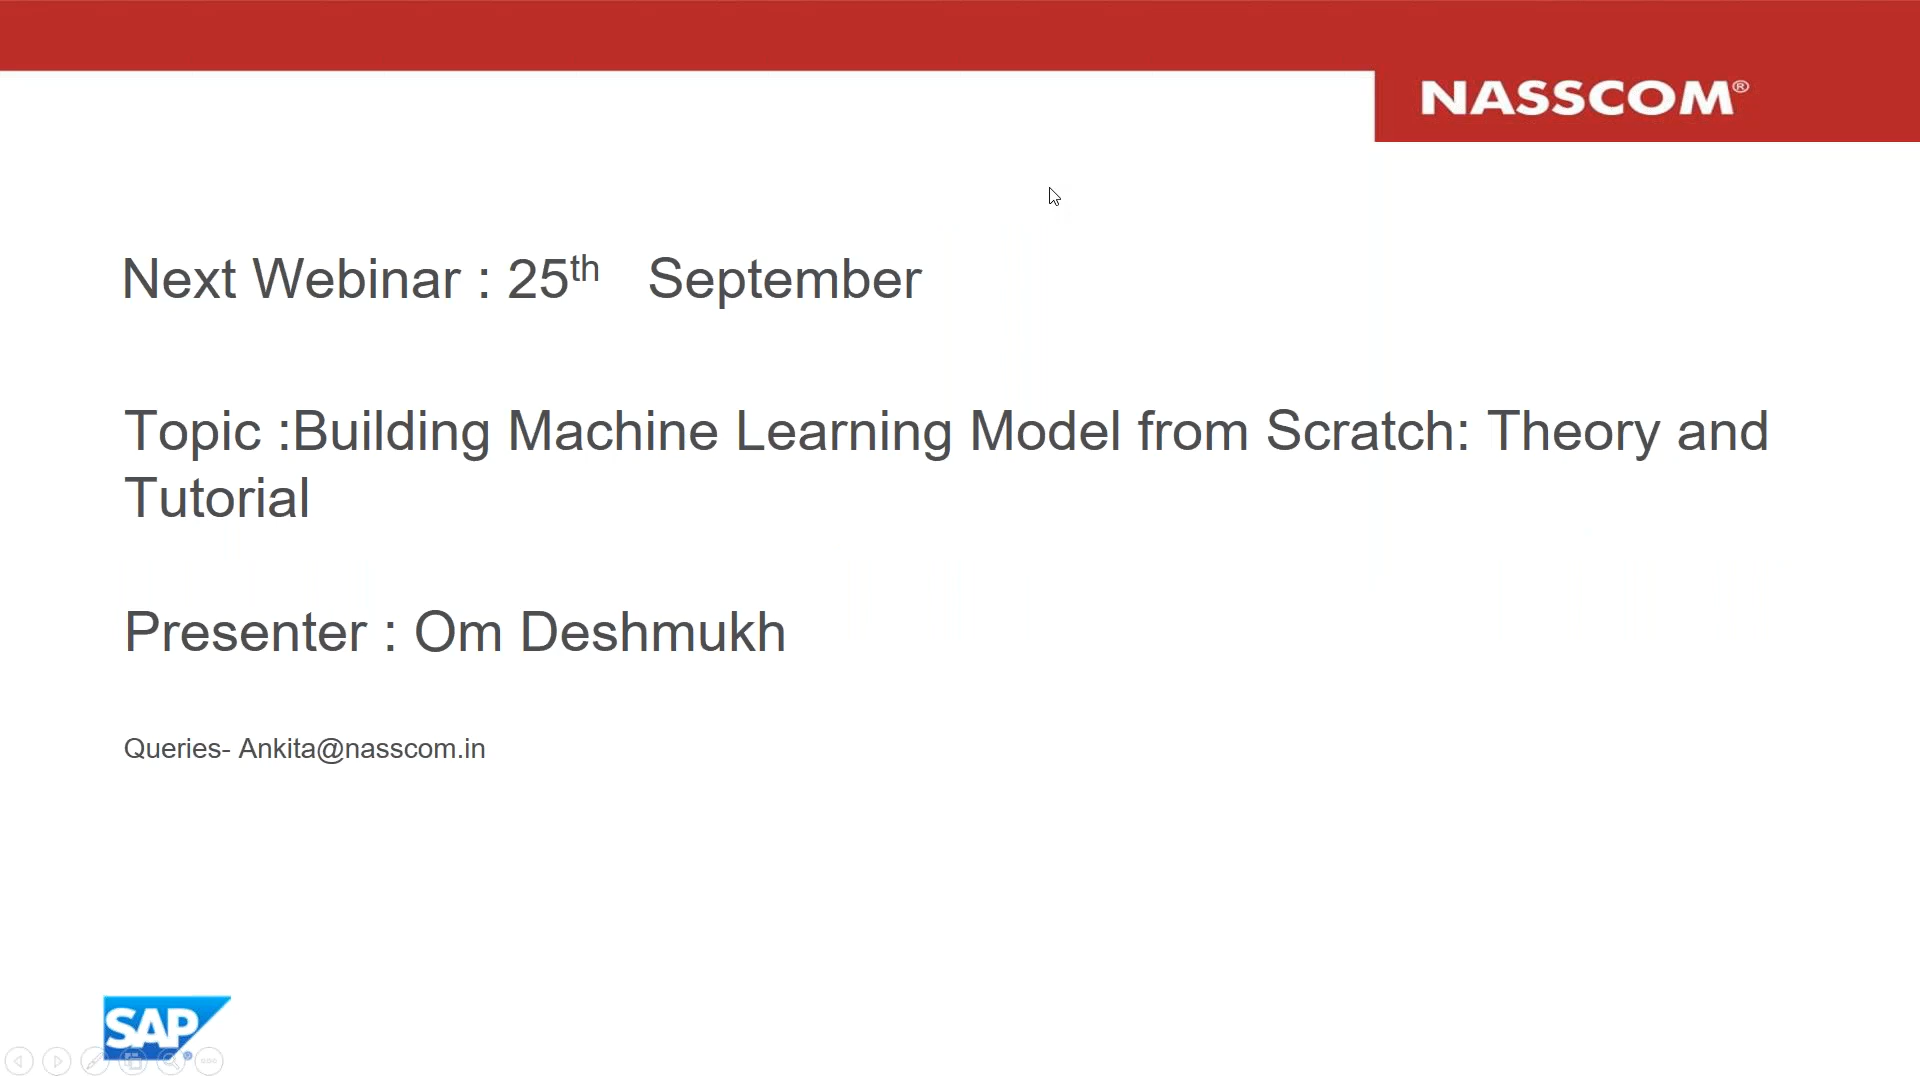 NASSCOM®
Next Webinar : 25th September
Topic :Building Machine Learning Model from Scratch: Theory and
Tutorial
Presenter : Om Deshmukh
Queries- Ankita@nasscom.in
SAP®